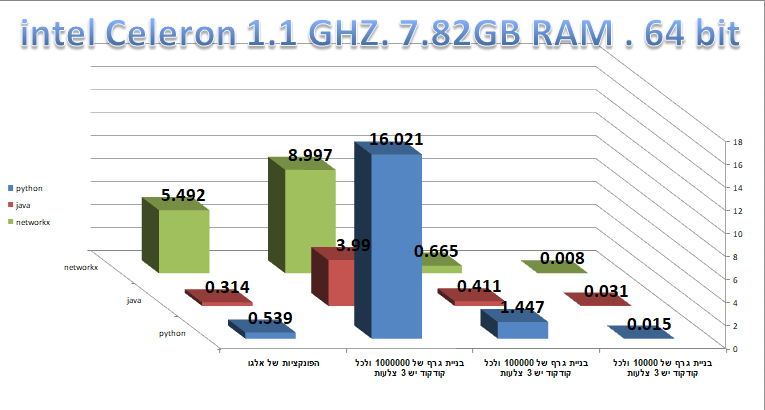 intel Celeron 1.1 GHZ. 7.82GB RAM . 64 bit
python
java
networkx
networkx
java
python
5.492
8.997
0.665
0.008
0.314
3.99
0.411
0.031
0.539
16.021
1.447
0.015
18
16
14
12
10
8
6
4
2
0
הפונקציות של אלגו
בניית גרף של 1000000 ולכל
קודקוד יש 3 צלעות
בניית גרף של 100000 ולכל
קודקוד יש 3 צלעות
בניית גרף של 10000 ולכל
קודקוד יש 3 צלעות